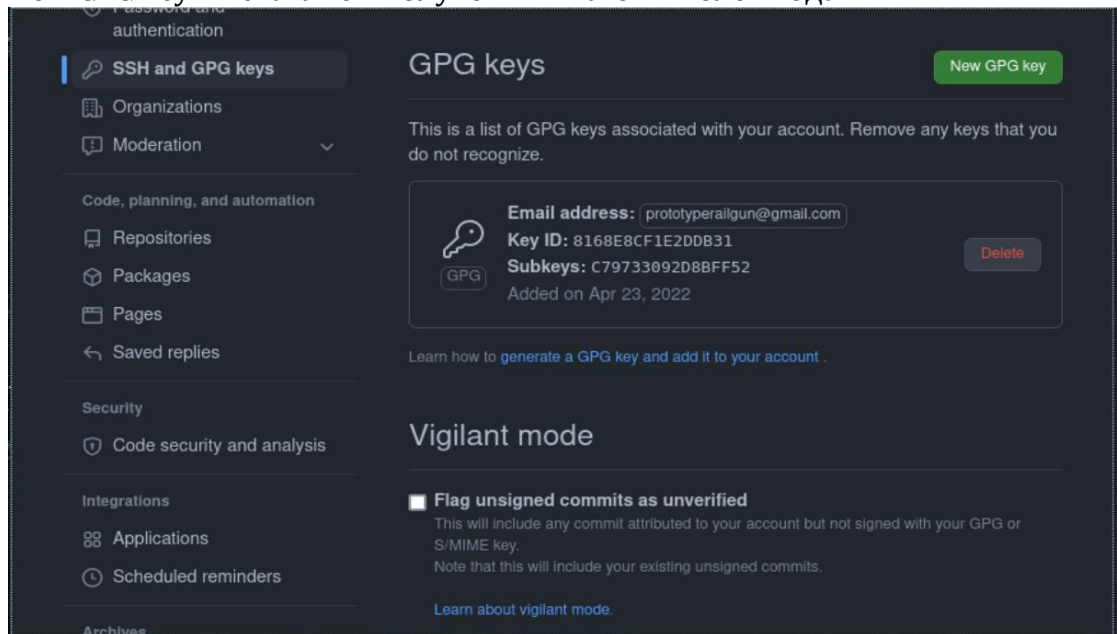 authentication
SSH and GPG keys
Organizations
Moderation
Code, planning, and automation
Repositories
Packages
Pages
Saved replies
Security
Code security and analysis
Integrations
Applications
Scheduled reminders
GPG keys
New GPG key
This is a list of GPG keys associated with your account. Remove any keys that you
do not recognize.
Email address: prototyperailgun@gmail.com
Key ID: 8168E8CF1E2DDB31
Subkeys: C79733092D8BFF52
Added on Apr 23, 2022
GPG
Delete
Learn how to generate a GPG key and add it to your account .
Vigilant mode
Flag unsigned commits as unverified
This will include any commit attributed to your account but not signed with your GPG or
S/MIME key.
Note that this will include your existing unsigned commits.
Learn about vigilant mode.